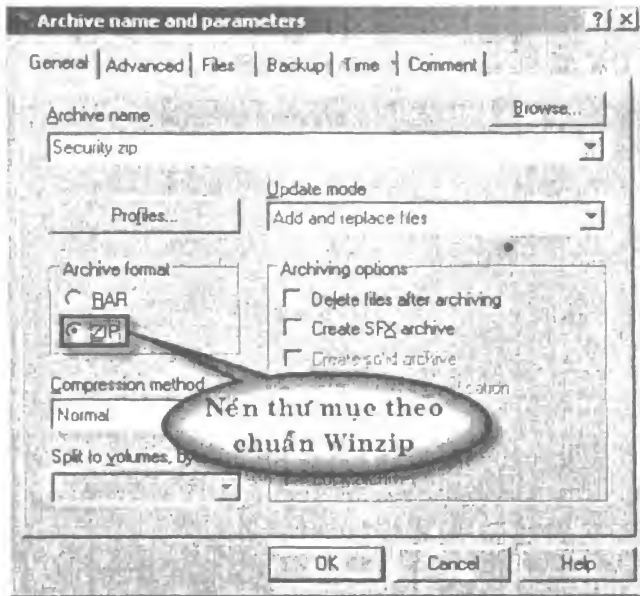 Archive name and parameters
General Advanced Files Backup Time Comment
Archive name
Browse...
Security zip
Update mode
Profiles...
Add and replace files
Archive format
Archiving options
RAR
Delete files after archiving
ZIP
Create SFX archive
Create solid archive
Compression method
Normal
Nén thư mục theo
chuẩn Winzip
Split to volumes,
OK Cancel Help